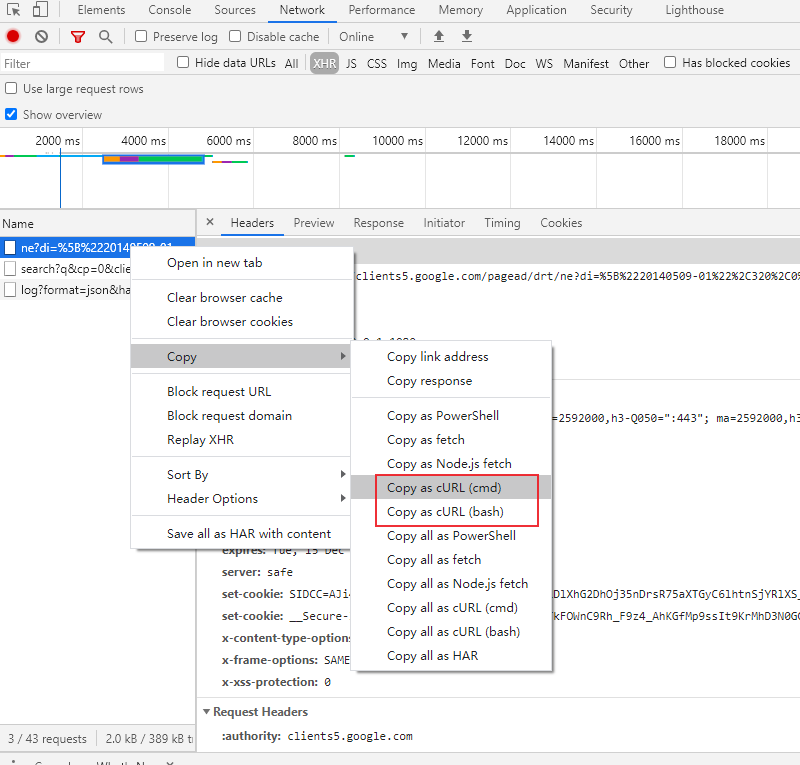 Elements Console Sources Network Performance Memory Application Security Lighthouse
Preserve log Disable cache Online
Filter Hide data URLs All XHR JS CSS Img Media Font Doc WS Manifest Other Has blocked cookies
Use large request rows
Show overview
2000 ms 4000 ms 6000 ms 8000 ms 10000 ms 12000 ms 14000 ms 16000 ms 18000 ms
Name × Headers Preview Response Initiator Timing Cookies
ne?di=%5B%2220140509-01
search?q&cp=0&clie
log?format=json&ha
clients5.google.com/pagead/drt/ne?di=%5B%2220140509-01%22%2C320%2C0%
Open in new tab
Clear browser cache
Clear browser cookies
Copy
Block request URL
Block request domain
Replay XHR
Sort By
Header Options
Save all as HAR with content
Copy link address
Copy response
Copy as PowerShell
Copy as fetch
Copy as Node.js fetch
Copy as cURL (cmd)
Copy as cURL (bash)
Copy all as PowerShell
Copy all as fetch
Copy all as Node.js fetch
Copy all as cURL (cmd)
Copy all as cURL (bash)
Copy all as HAR
=2592000,h3-Q050=":443"; ma=2592000,h3
expires: Tue, 15 Dec
server: safe
set-cookie: SIDCC=AJi
set-cookie: __Secure-
x-content-type-options
x-frame-options: SAME
x-xss-protection: 0
Request Headers
:authority: clients5.google.com
3 / 43 requests 2.0 kB / 389 kB t